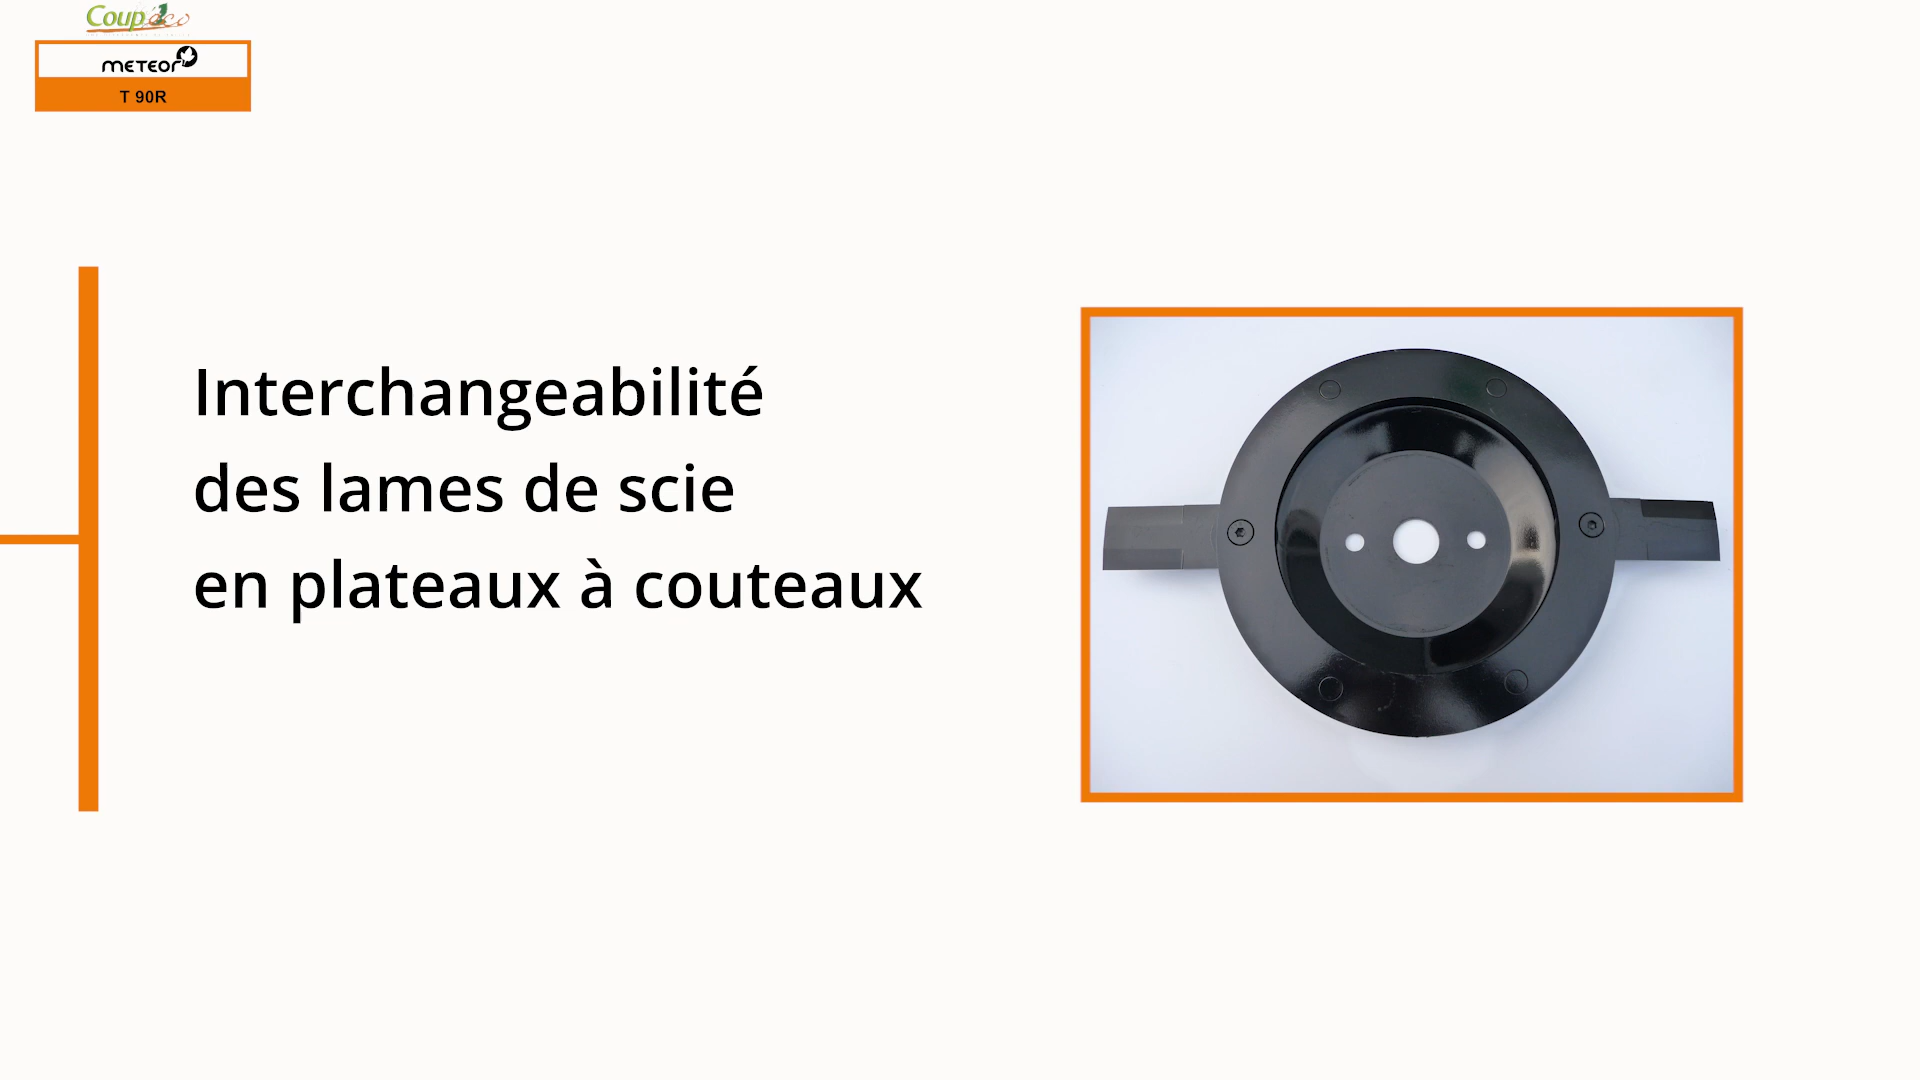 Coup'éco
METEOR
T 90R
Interchangeabilité
des lames de scie
en plateaux à couteaux